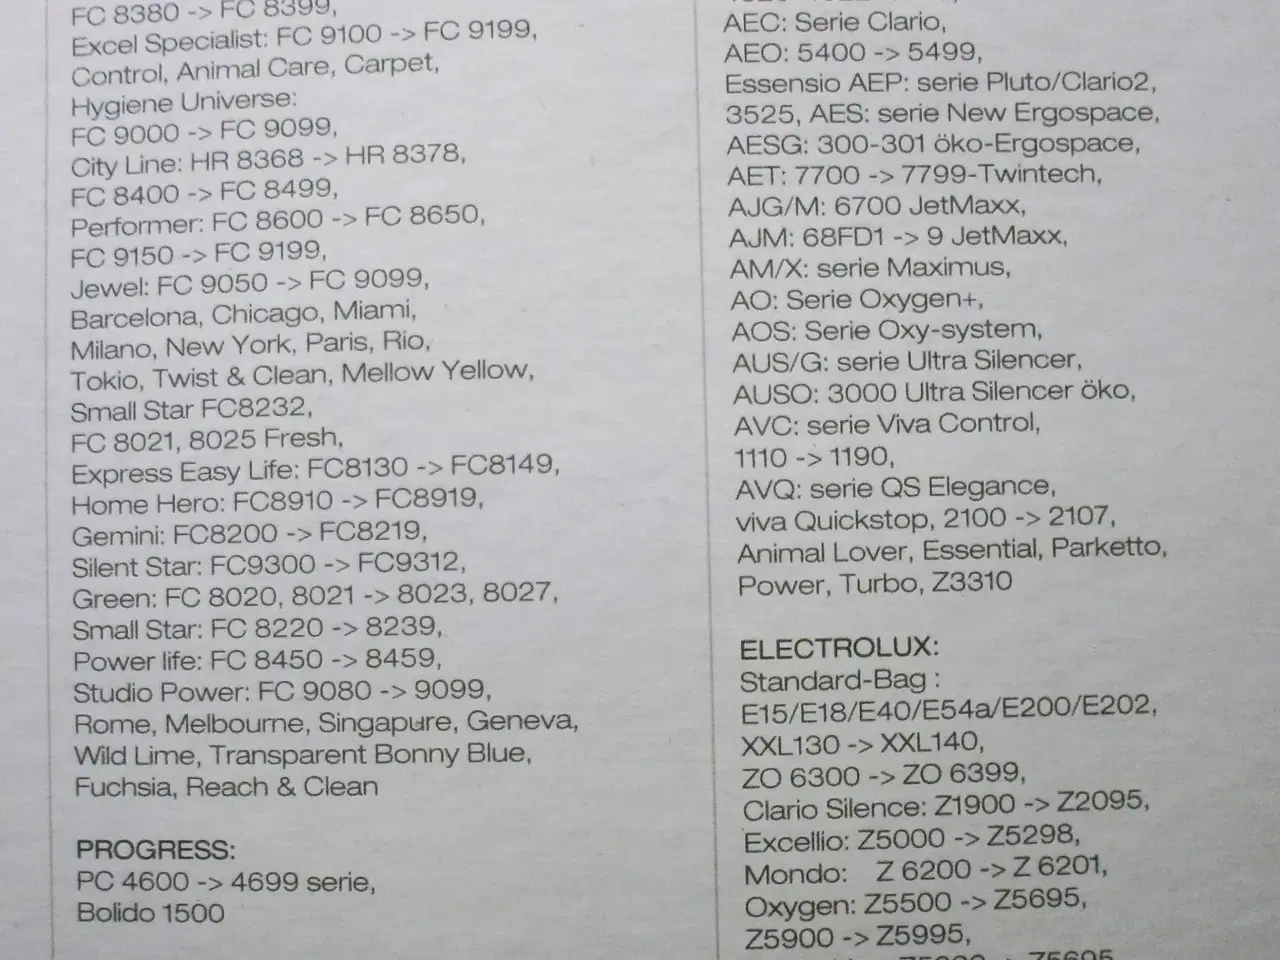 FC 8380 -> FC 8399,
Excel Specialist: FC 9100 -> FC 9199,
Control, Animal Care, Carpet,
Hygiene Universe:
FC 9000 -> FC 9099,
City Line: HR 8368 -> HR 8378,
FC 8400 -> FC 8499,
Performer: FC 8600 -> FC 8650,
FC 9150 -> FC 9199,
Jewel: FC 9050 -> FC 9099,
Barcelona, Chicago, Miami,
Milano, New York, Paris, Rio,
Tokio, Twist & Clean, Mellow Yellow,
Small Star FC8232,
FC 8021, 8025 Fresh,
Express Easy Life: FC8130 -> FC8149,
Home Hero: FC8910 -> FC8919,
Gemini: FC8200 -> FC8219,
Silent Star: FC9300 -> FC9312,
Green: FC 8020, 8021 -> 8023, 8027,
Small Star: FC 8220 -> 8239,
Power life: FC 8450 -> 8459,
Studio Power: FC 9080 -> 9099,
Rome, Melbourne, Singapure, Geneva,
Wild Lime, Transparent Bonny Blue,
Fuchsia, Reach & Clean
PROGRESS:
PC 4600 -> 4699 serie,
Bolido 1500
AEC: Serie Clario,
AEO: 5400 -> 5499,
Essensio AEP: serie Pluto/Clario2,
3525, AES: serie New Ergospace,
AESG: 300-301 öko-Ergospace,
AET: 7700 -> 7799-Twintech,
AJG/M: 6700 JetMaxx,
AJM: 68FD1 -> 9 JetMaxx,
AM/X: serie Maximus,
AO: Serie Oxygen+,
AOS: Serie Oxy-system,
AUS/G: serie Ultra Silencer,
AUSO: 3000 Ultra Silencer öko,
AVC: serie Viva Control,
1110 -> 1190,
AVQ: serie QS Elegance,
viva Quickstop, 2100 -> 2107,
Animal Lover, Essential, Parketto,
Power, Turbo, Z3310
ELECTROLUX:
Standard-Bag :
E15/E18/E40/E54a/E200/E202,
XXL130 -> XXL140,
ZO 6300 -> ZO 6399,
Clario Silence: Z1900 -> Z2095,
Excellio: Z5000 -> Z5298,
Mondo: Z 6200 -> Z 6201,
Oxygen: Z5500 -> Z5695,
Z5900 -> Z5995,